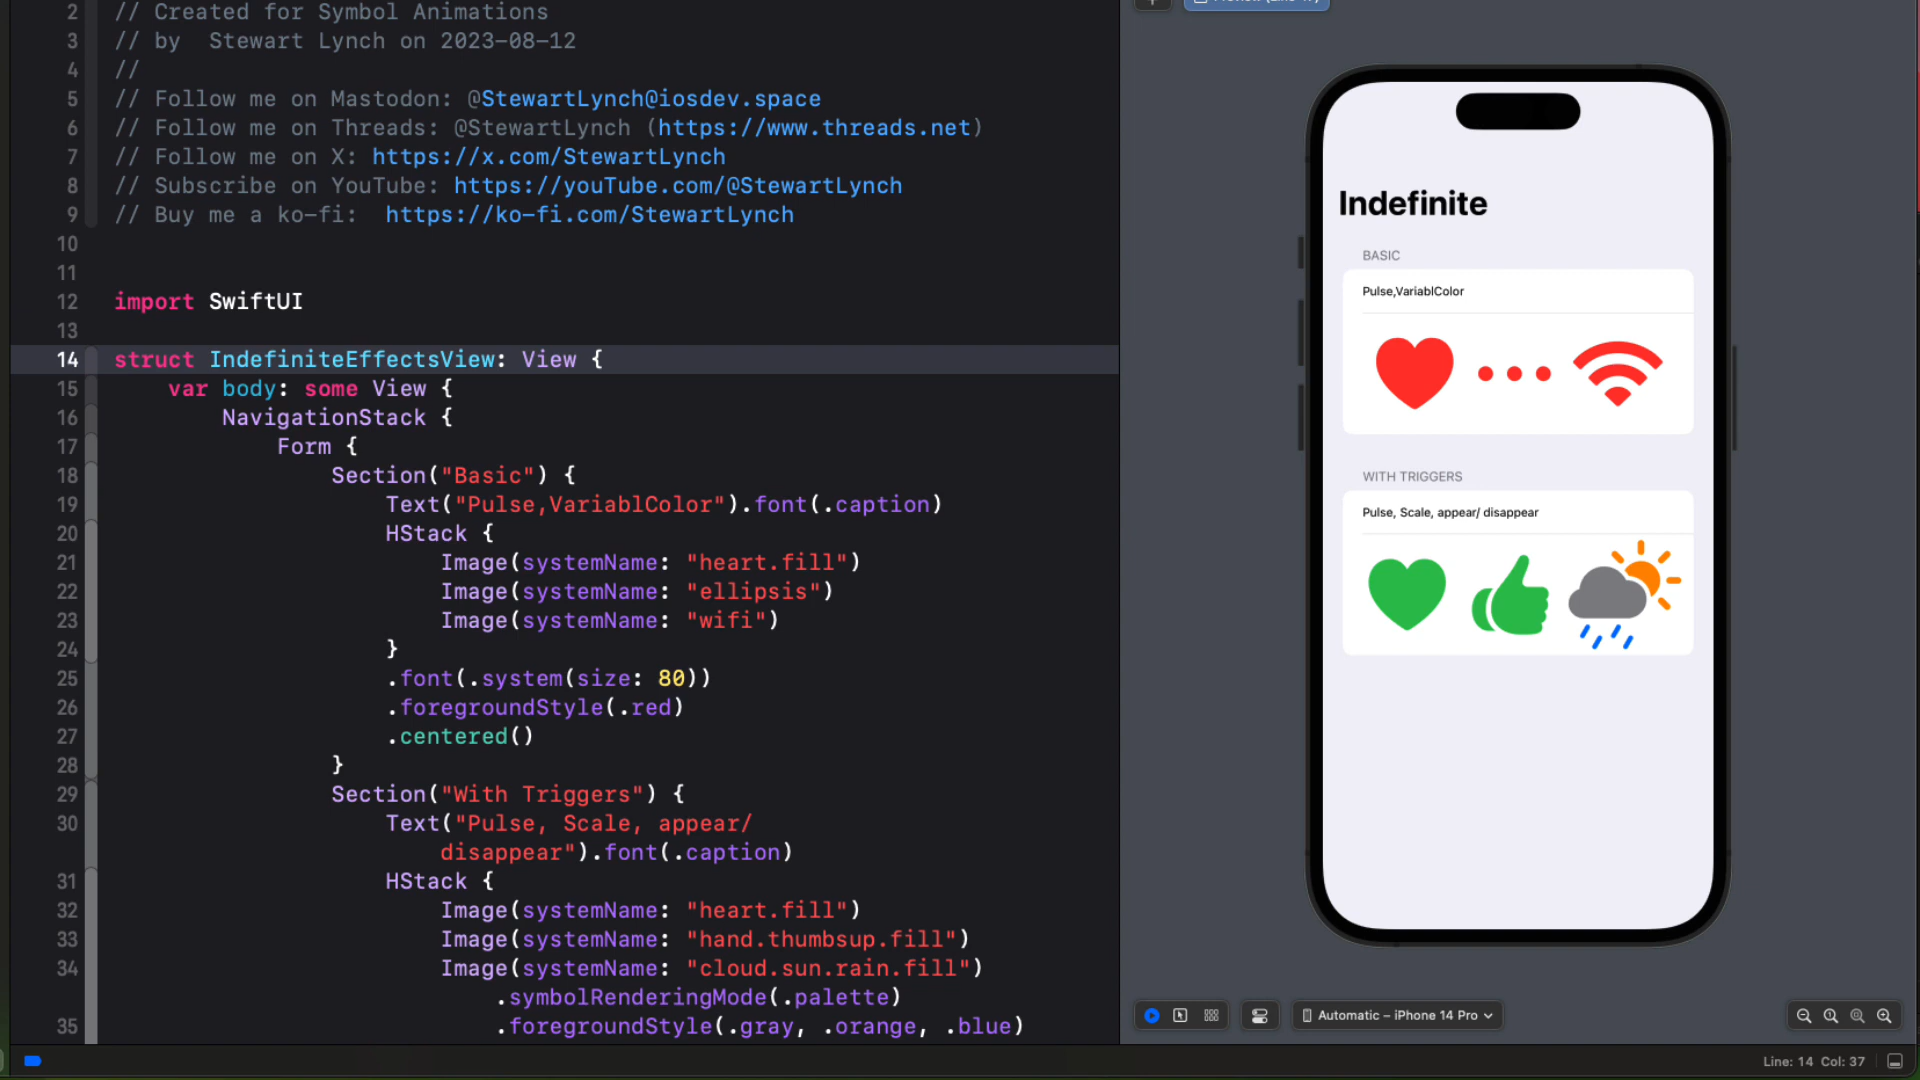 2 // Created for Symbol Animations
3 // by  Stewart Lynch on 2023-08-12
4 //
5 // Follow me on Mastodon: @StewartLynch@iosdev.space
6 // Follow me on Threads: @StewartLynch (https://www.threads.net)
7 // Follow me on X: https://x.com/StewartLynch
8 // Subscribe on YouTube: https://youTube.com/@StewartLynch
9 // Buy me a ko-fi:  https://ko-fi.com/StewartLynch
10
11
12 import SwiftUI
13
14 struct IndefiniteEffectsView: View {
15     var body: some View {
16         NavigationStack {
17             Form {
18                 Section("Basic") {
19                     Text("Pulse,VariablColor").font(.caption)
20                     HStack {
21                         Image(systemName: "heart.fill")
22                         Image(systemName: "ellipsis")
23                         Image(systemName: "wifi")
24                     }
25                     .font(.system(size: 80))
26                     .foregroundStyle(.red)
27                     .centered()
28                 }
29                 Section("With Triggers") {
30                     Text("Pulse, Scale, appear/
disappear").font(.caption)
31                     HStack {
32                         Image(systemName: "heart.fill")
33                         Image(systemName: "hand.thumbsup.fill")
34                         Image(systemName: "cloud.sun.rain.fill")
.symbolRenderingMode(.palette)
35                             .foregroundStyle(.gray, .orange, .blue)
Indefinite
BASIC
Pulse,VariablColor
WITH TRIGGERS
Pulse, Scale, appear/ disappear
Automatic – iPhone 14 Pro
Line: 14 Col: 37